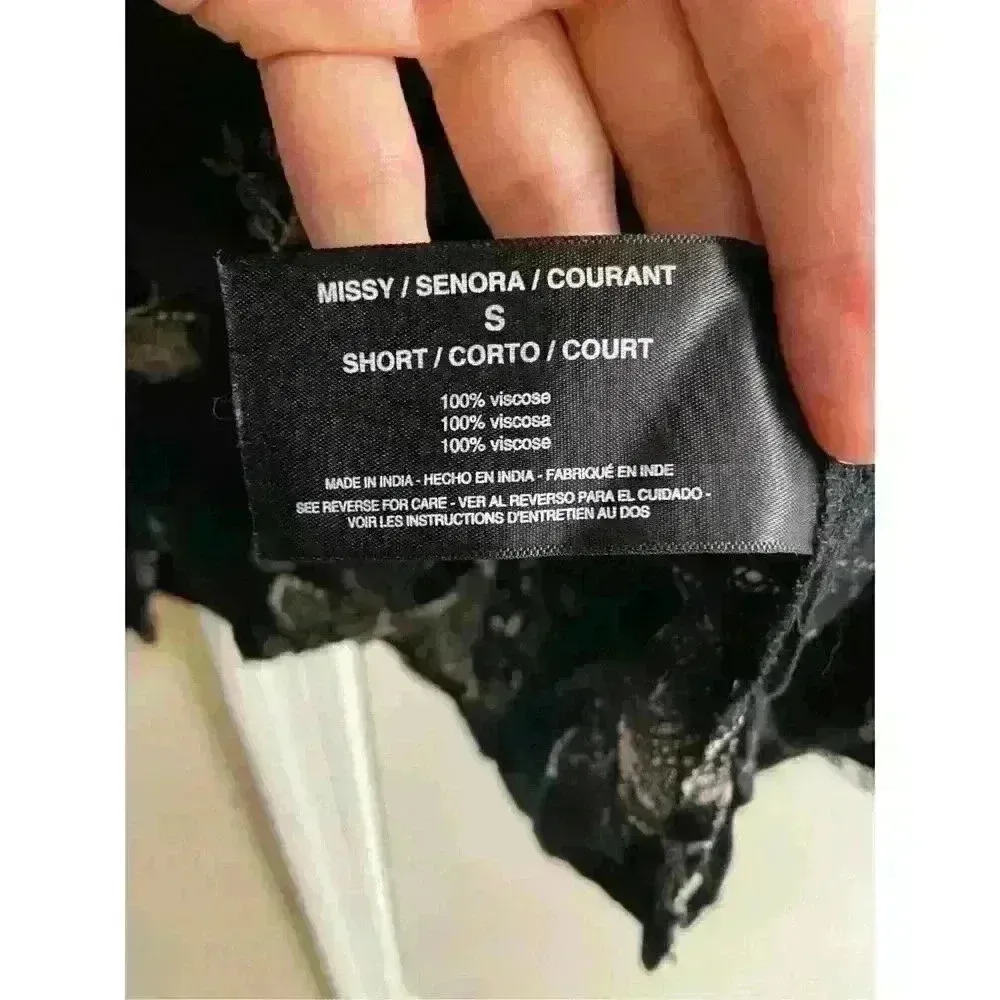 MISSY / SENORA / COURANT
S
SHORT / CORTO / COURT
100% viscose
100% viscosa
100% viscose
MADE IN INDIA - HECHO EN INDIA - FABRIQUÉ EN INDE
SEE REVERSE FOR CARE - VER AL REVERSO PARA EL CUIDADO -
VOIR LES INSTRUCTIONS D'ENTRETIEN AU DOS